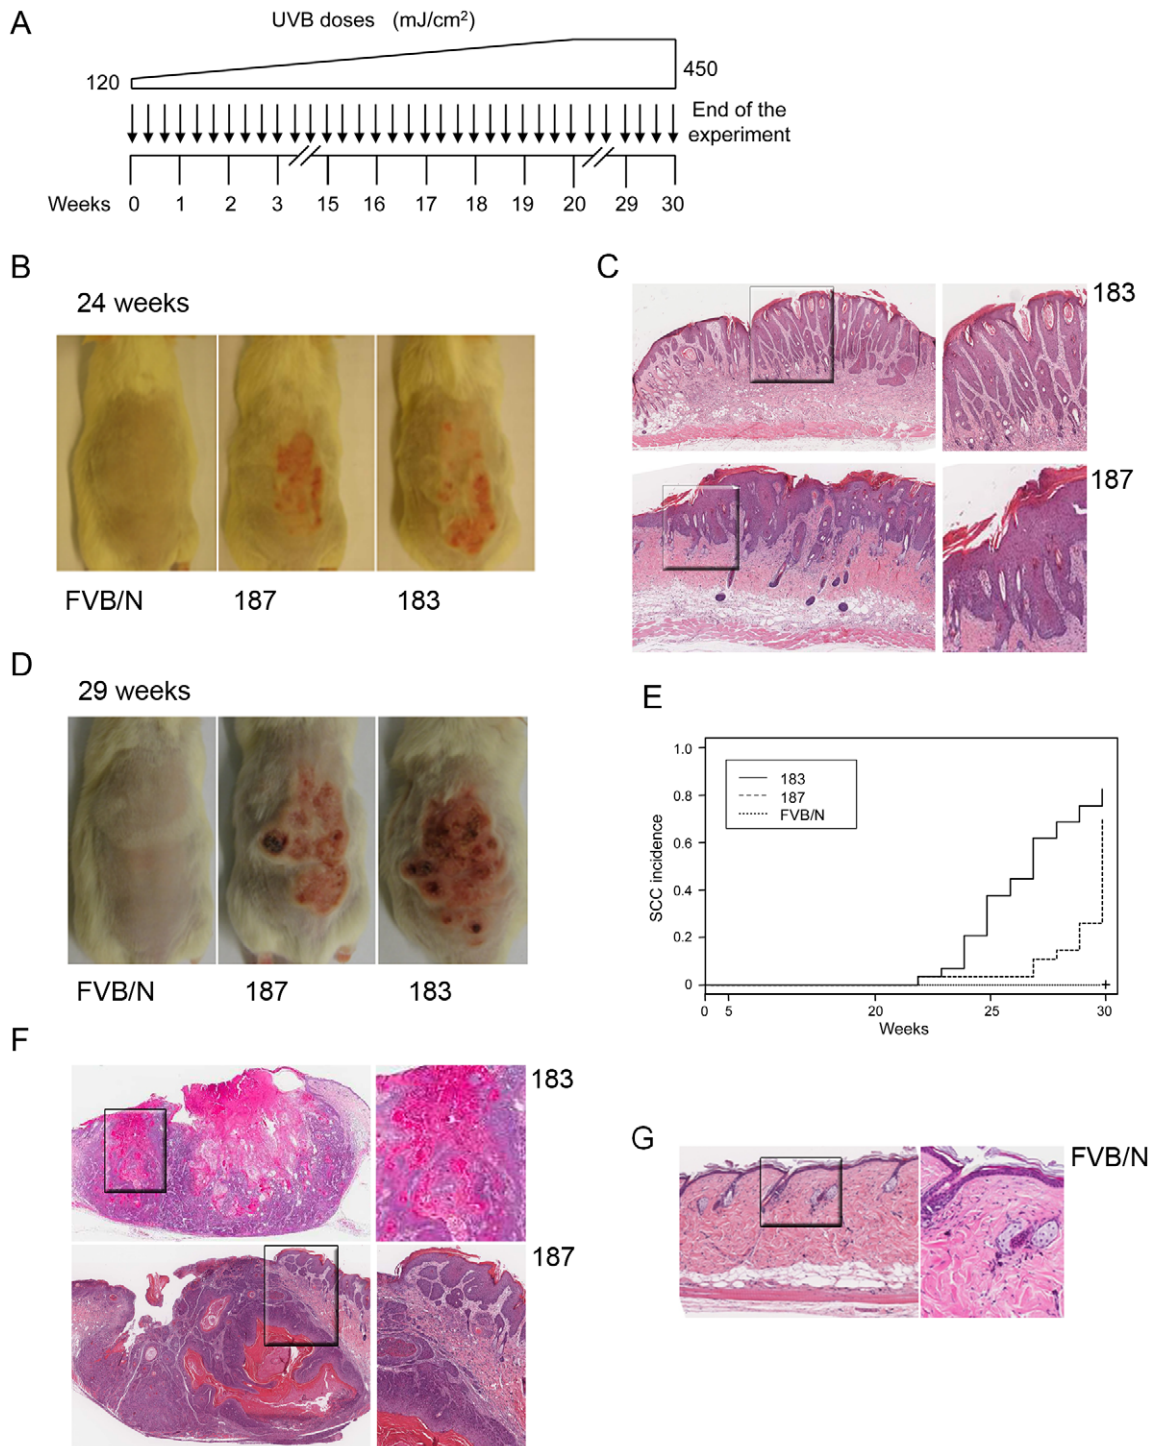 A
UVB doses (mJ/cm²)
120
450
End of the
experiment
Weeks 0 1 2 3 15 16 17 18 19 20 29 30
B
24 weeks
FVB/N 187 183
C
183
187
D
29 weeks
FVB/N 187 183
E
1.0
0.8
0.6
0.4
0.2
0
SCC incidence
183
187
FVB/N
0 5 20 25 30
Weeks
F
183
187
G
FVB/N